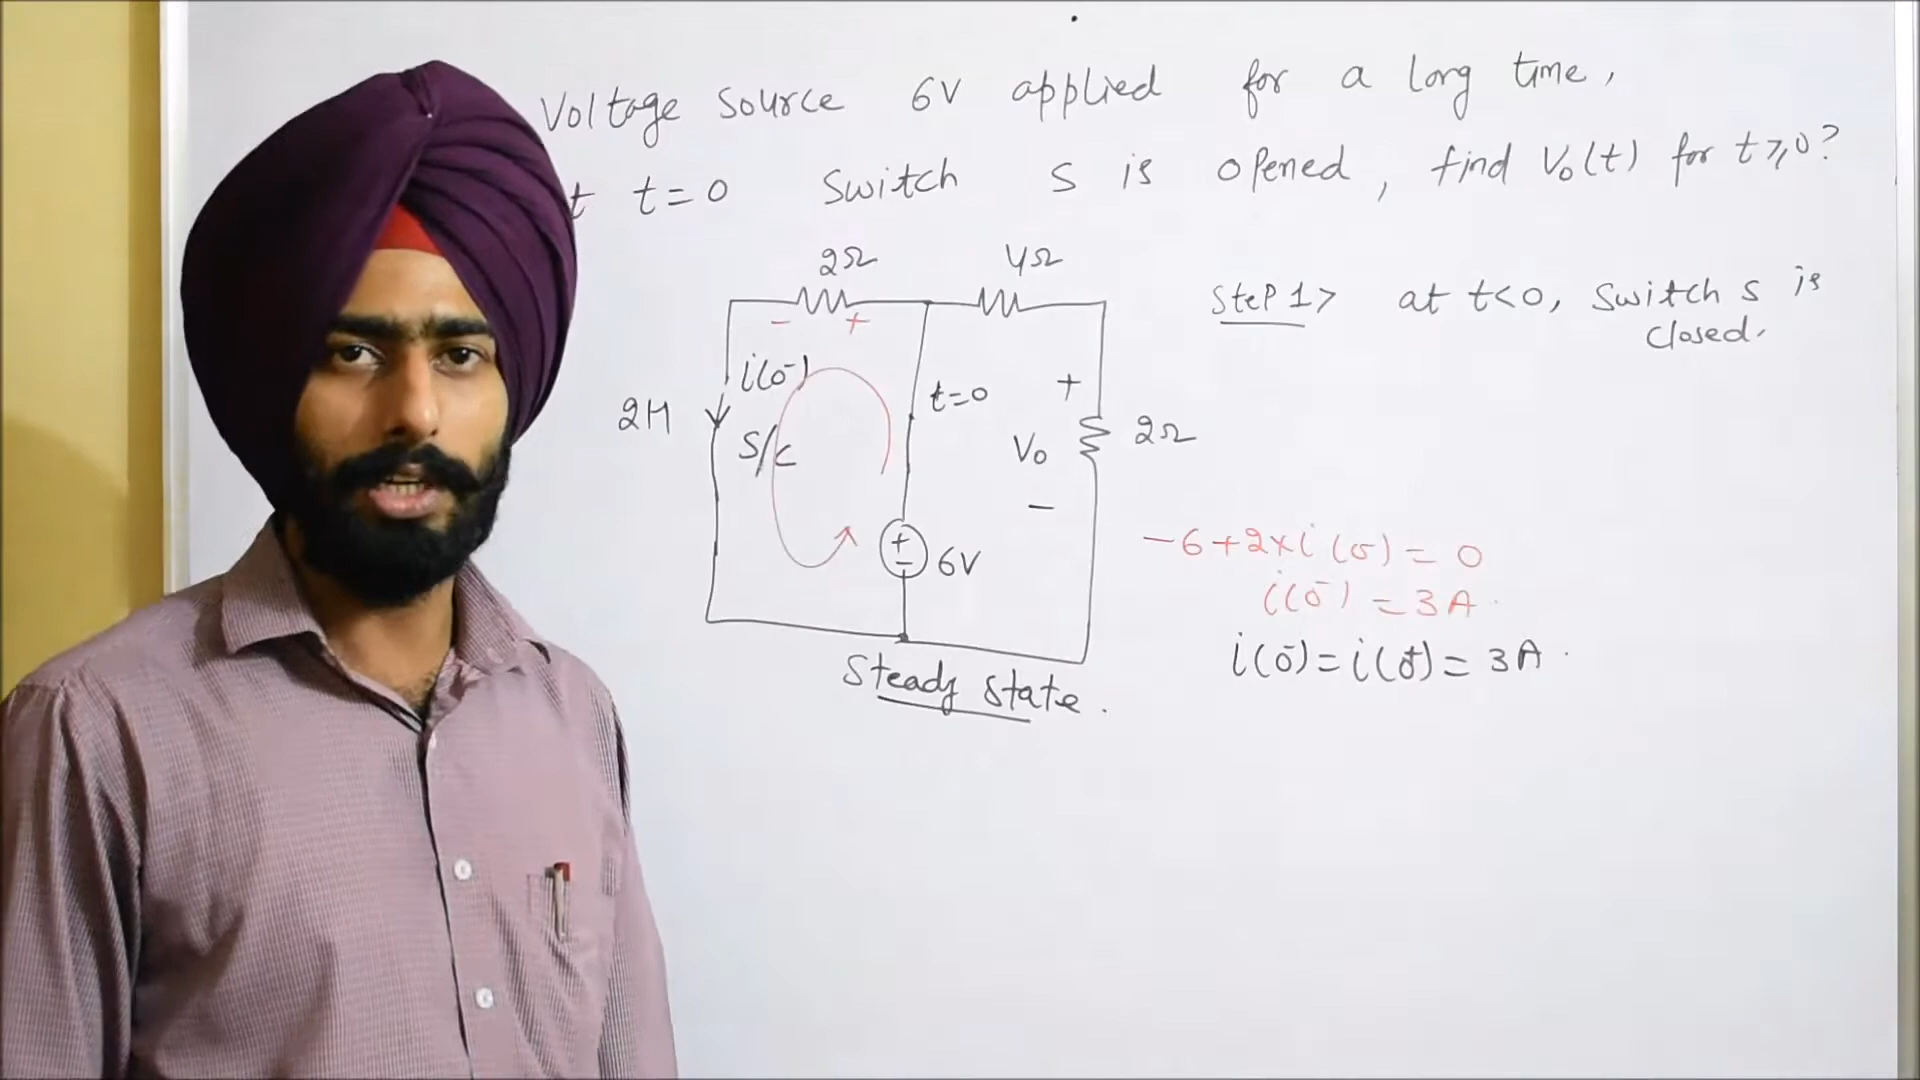 Voltage source 6V applied for a long time,
t t=0 Switch S is opened, find Vo(t) for t≥0?
2Ω 4Ω
Step 1> at t<0, Switch S is
closed.
- +
i(0⁻)
2H
S/C
t=0
+
Vo
-
2Ω
+
-
6V
-6+2×i(0⁻)=0
i(0⁻)=3A.
i(0⁻)=i(0⁺)=3A.
Steady State.